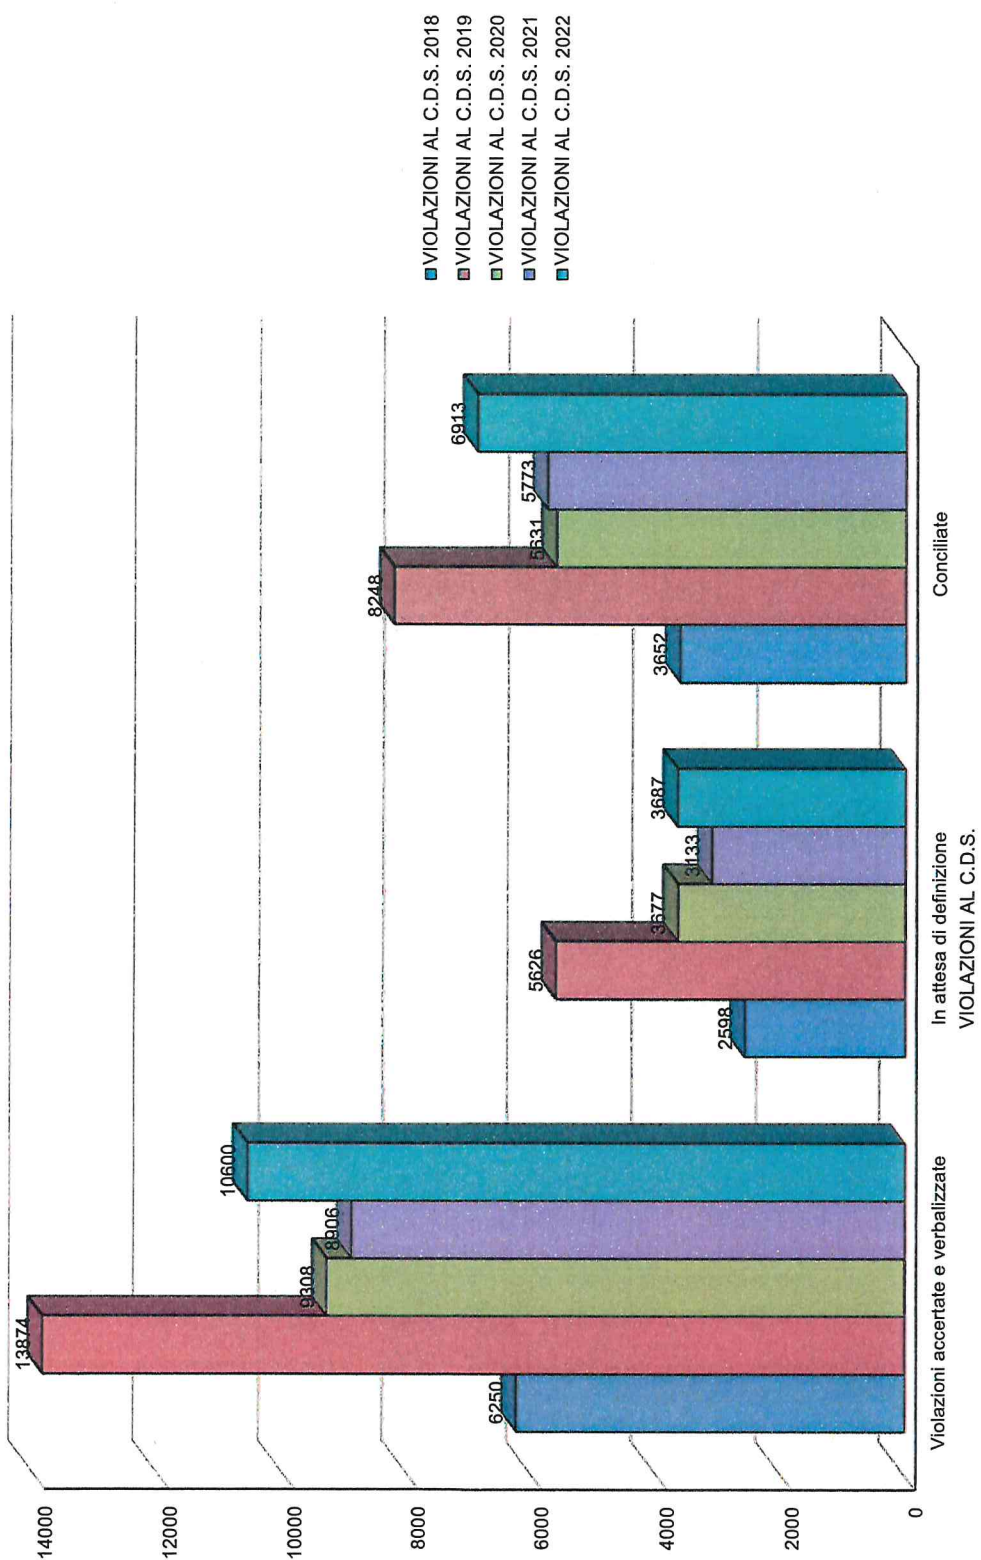 14000
12000
10000
8000
6000
4000
2000
0
13874
10600
9308
8906
6250
5626
3687
3677
3133
2598
8248
6913
5773
5631
3652
Violazioni accertate e verbalizzate
In attesa di definizione
Conciliate
VIOLAZIONI AL C.D.S.
VIOLAZIONI AL C.D.S. 2018
VIOLAZIONI AL C.D.S. 2019
VIOLAZIONI AL C.D.S. 2020
VIOLAZIONI AL C.D.S. 2021
VIOLAZIONI AL C.D.S. 2022